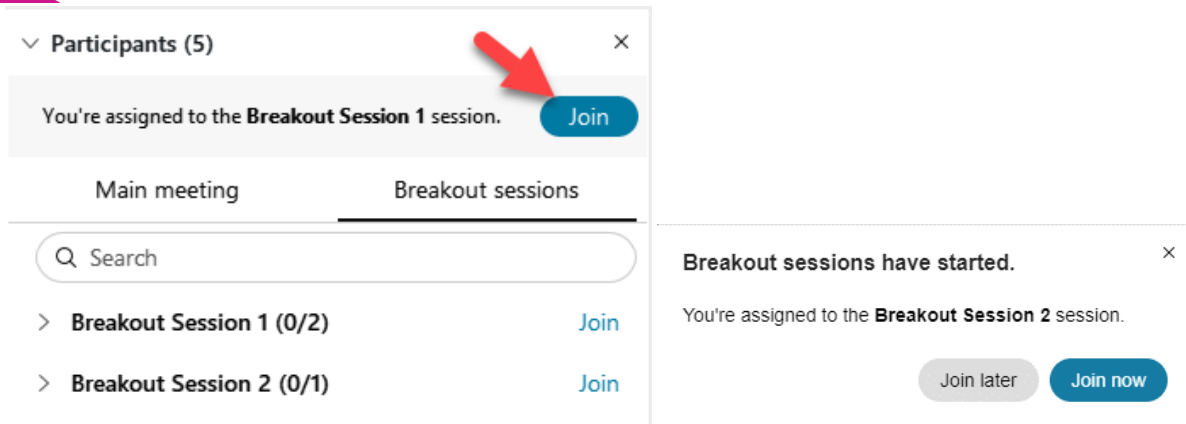 Participants (5)
You're assigned to the Breakout Session 1 session.
Join
Main meeting
Breakout sessions
Search
Breakout Session 1 (0/2)
Join
Breakout Session 2 (0/1)
Join
Breakout sessions have started.
You're assigned to the Breakout Session 2 session.
Join later
Join now